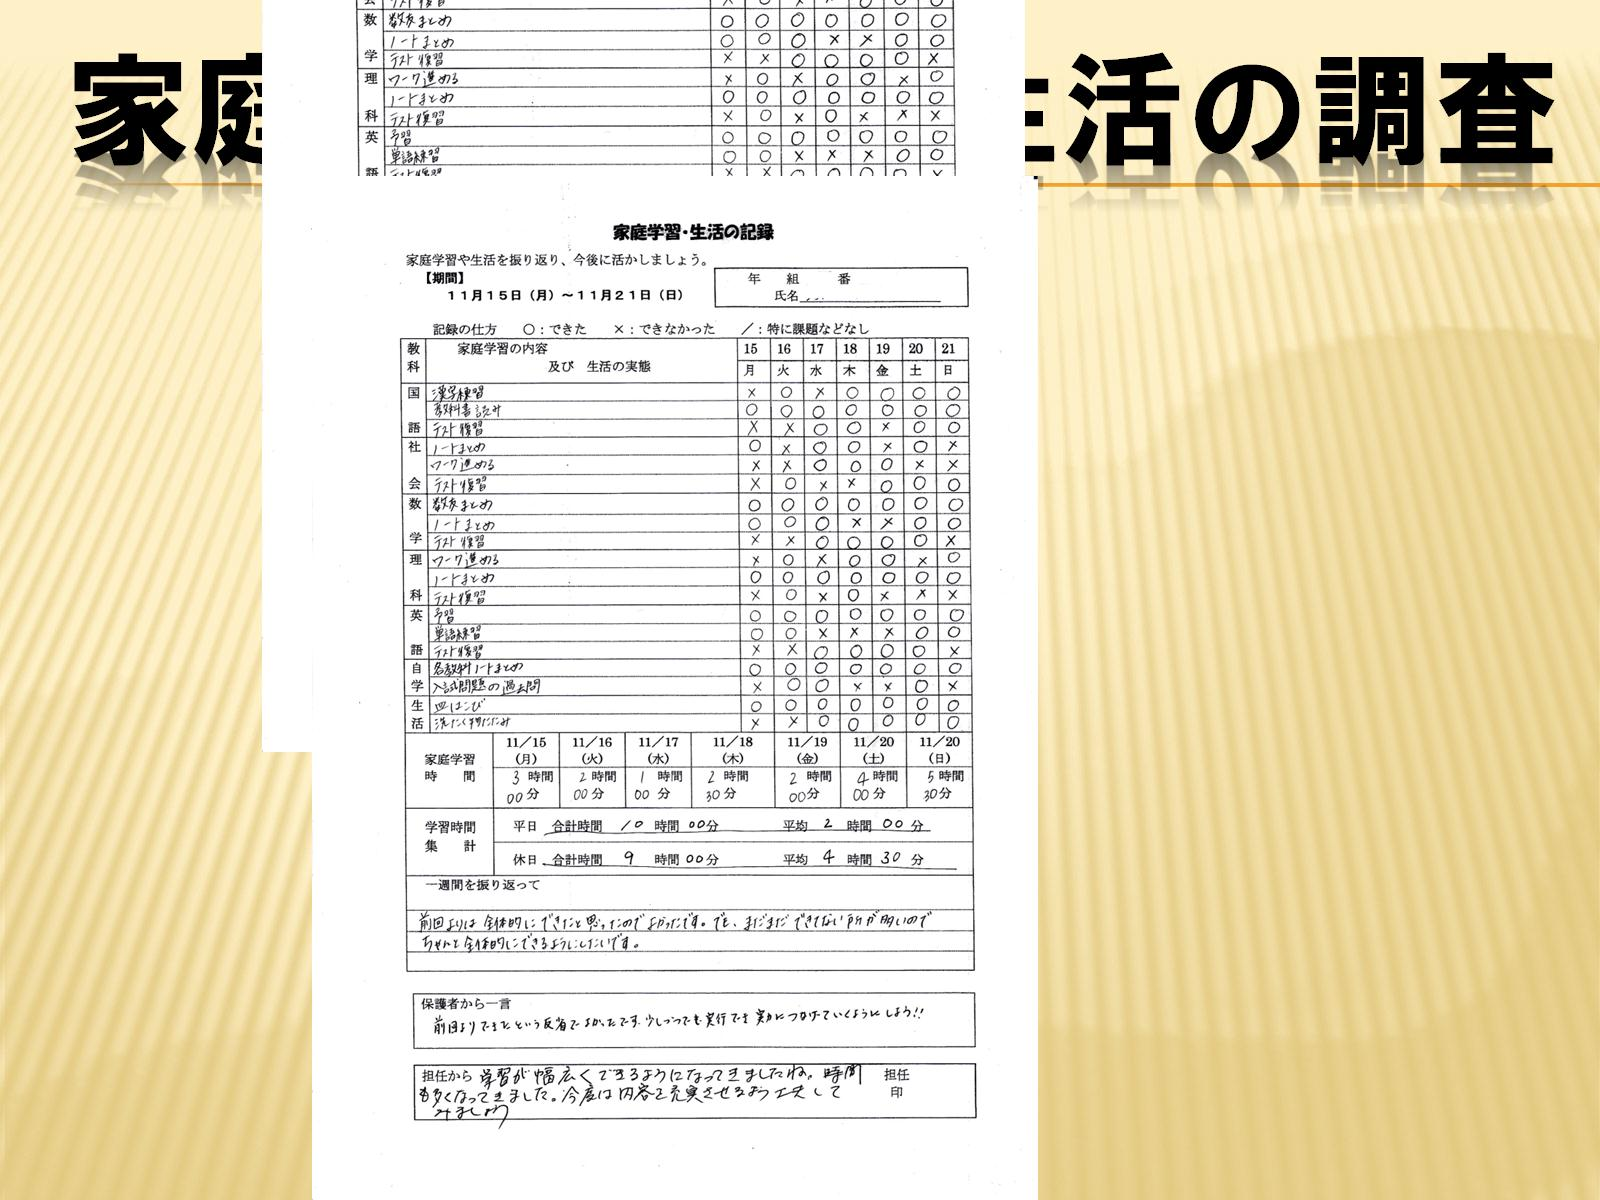 家庭 生活の調査
数 数友まとめ ○ ○ ○ ○ ○ ○ ○
ノートまとめ ○ ○ ○ × × ○ ○
学 テスト復習 × × ○ ○ ○ ○ ×
理 ワーク進める × ○ × ○ ○ × ○
ノートまとめ ○ ○ ○ ○ ○ ○ ○
科 テスト復習 × ○ × ○ × × ×
英 予習 ○ ○ ○ ○ ○ ○ ○
単語練習 ○ ○ × × × ○ ○
語 テスト復習 × × ○ ○ ○ ○ ×
家庭学習・生活の記録
家庭学習や生活を振り返り、今後に活かしましょう。
【期間】
11月15日（月）～11月21日（日）
年 組 番
氏名
記録の仕方 ○：できた ×：できなかった ／：特に課題などなし
教 家庭学習の内容 15 16 17 18 19 20 21
科 及び 生活の実態 月 火 水 木 金 土 日
国 漢字練習 × ○ × ○ ○ ○ ○
教科書読み ○ ○ ○ ○ ○ ○ ○
語 テスト復習 × × ○ ○ × ○ ○
社 ノートまとめ ○ × ○ ○ × ○ ×
ワーク進める × × ○ ○ ○ × ×
会 テスト復習 × ○ × × ○ ○ ○
数 数友まとめ ○ ○ ○ ○ ○ ○ ○
ノートまとめ ○ ○ ○ × × ○ ○
学 テスト復習 × × ○ ○ ○ ○ ×
理 ワーク進める × ○ × ○ ○ × ○
ノートまとめ ○ ○ ○ ○ ○ ○ ○
科 テスト復習 × ○ × ○ × × ×
英 予習 ○ ○ ○ ○ ○ ○ ○
単語練習 ○ ○ × × × ○ ○
語 テスト復習 × × ○ ○ ○ ○ ×
自 各教科ノートまとめ ○ ○ ○ ○ ○ ○ ○
学 入試問題の過去問 × ○ ○ × × ○ ×
生 皿はこび ○ ○ ○ ○ ○ ○ ○
活 洗たく物たたみ × × ○ ○ ○ ○ ○
11／15 11／16 11／17 11／18 11／19 11／20 11／20
家庭学習 （月） （火） （水） （木） （金） （土） （日）
時 間 3時間 2時間 1時間 2時間 2時間 4時間 5時間
00分 00分 00分 30分 00分 00分 30分
学習時間 平日 合計時間 10時間00分 平均 2時間00分
集 計
休日 合計時間 9時間00分 平均 4時間30分
一週間を振り返って
前回よりは全体的にできたと思ったのでよかったです。でも、まだまだできてない所が多いので
ちゃんと全体的にできるようにしたいです。
保護者から一言
前回よりできたという反省でよかったです。少しづつでも実行でき実力につなげていくようにしよう!!
担任から 学習が幅広くできるようになってきましたね。時間 担任
も多くなってきました。今度は内容を充実させるよう工夫して 印
みましょう